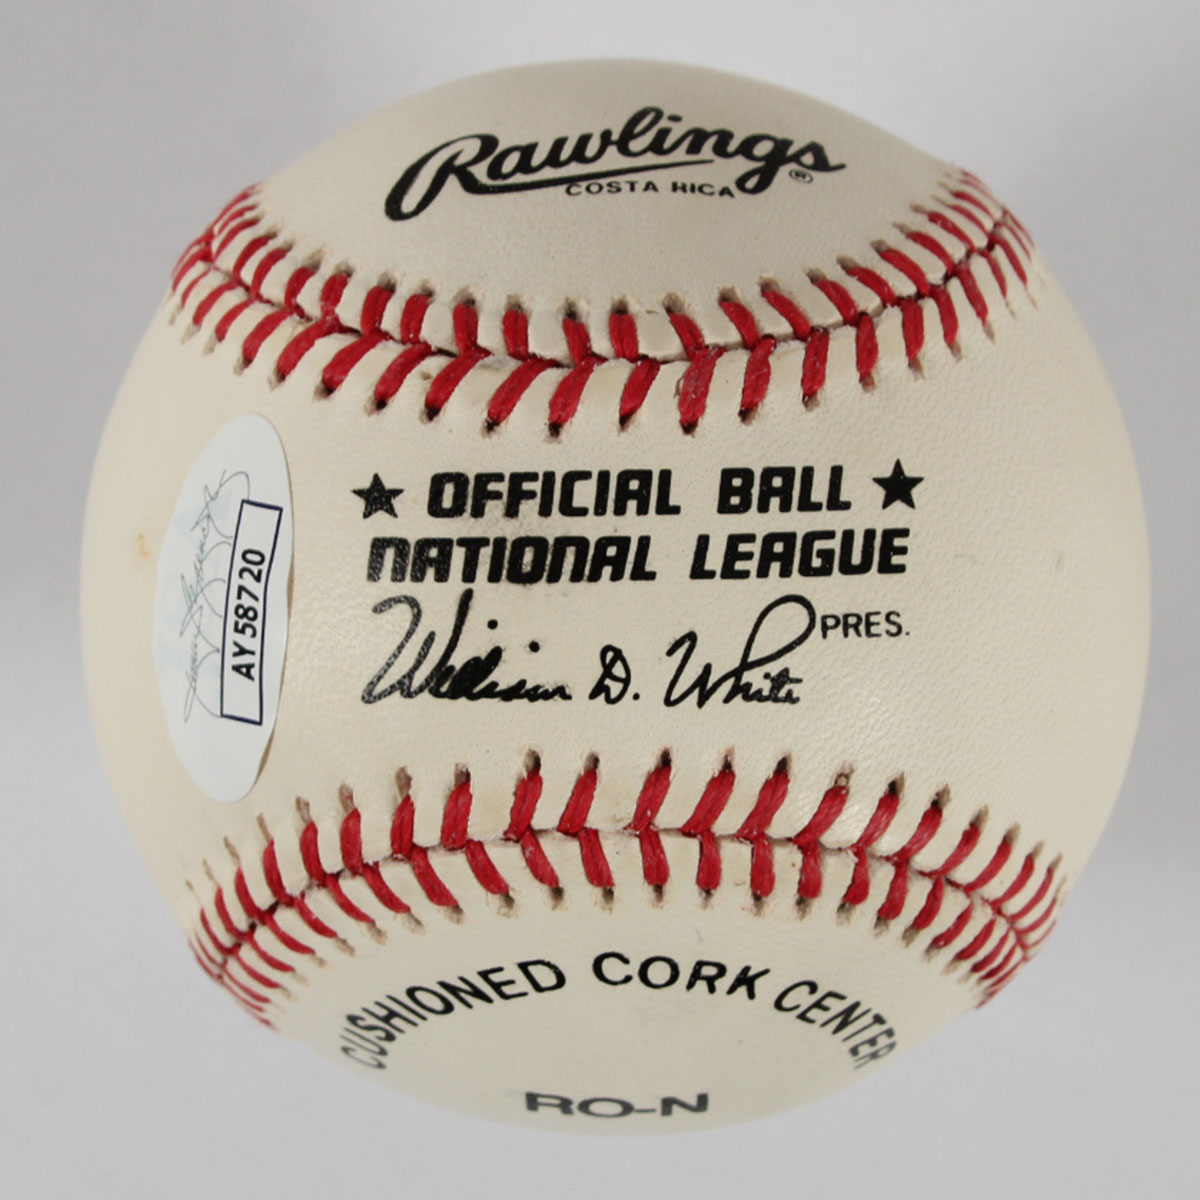 Rawlings®
COSTA RICA
★ OFFICIAL BALL ★
NATIONAL LEAGUE
William D. White PRES.
AY58720
CUSHIONED CORK CENTER
RO-N